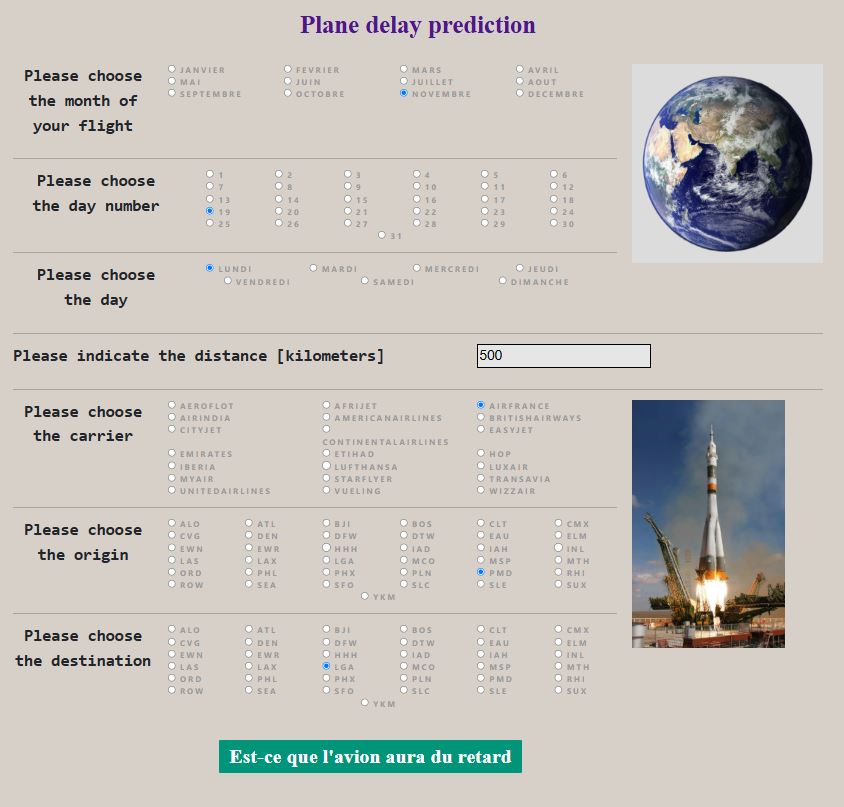 Plane delay prediction
Please choose
the month of
your flight
JANVIER FEVRIER MARS AVRIL
MAI JUIN JUILLET AOUT
SEPTEMBRE OCTOBRE NOVEMBRE DECEMBRE
Please choose
the day number
1 2 3 4 5 6
7 8 9 10 11 12
13 14 15 16 17 18
19 20 21 22 23 24
25 26 27 28 29 30
31
Please choose
the day
LUNDI MARDI MERCREDI JEUDI
VENDREDI SAMEDI DIMANCHE
Please indicate the distance [kilometers] 500
Please choose
the carrier
AEROFLOT AFRIJET AIRFRANCE
AIRINDIA AMERICANAIRLINES BRITISHAIRWAYS
CITYJET CONTINENTALAIRLINES EASYJET
EMIRATES ETIHAD HOP
IBERIA LUFTHANSA LUXAIR
MYAIR STARFLYER TRANSAVIA
UNITEDAIRLINES VUELING WIZZAIR
Please choose
the origin
ALO ATL BJI BOS CLT CMX
CVG DEN DFW DTW EAU ELM
EWN EWR HHH IAD IAH INL
LAS LAX LGA MCO MSP MTH
ORD PHL PHX PLN PMD RHI
ROW SEA SFO SLC SLE SUX
YKM
Please choose
the destination
ALO ATL BJI BOS CLT CMX
CVG DEN DFW DTW EAU ELM
EWN EWR HHH IAD IAH INL
LAS LAX LGA MCO MSP MTH
ORD PHL PHX PLN PMD RHI
ROW SEA SFO SLC SLE SUX
YKM
Est-ce que l'avion aura du retard